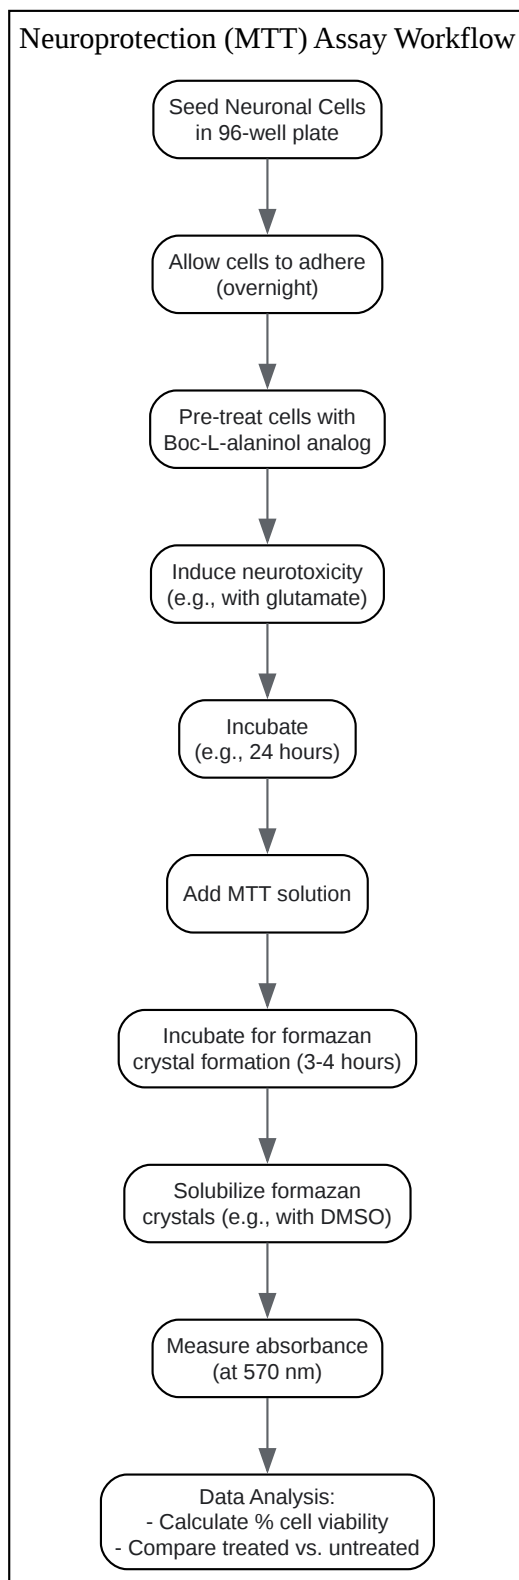 Neuroprotection (MTT) Assay Workflow
Seed Neuronal Cells
in 96-well plate
Allow cells to adhere
(overnight)
Pre-treat cells with
Boc-L-alaninol analog
Induce neurotoxicity
(e.g., with glutamate)
Incubate
(e.g., 24 hours)
Add MTT solution
Incubate for formazan
crystal formation (3-4 hours)
Solubilize formazan
crystals (e.g., with DMSO)
Measure absorbance
(at 570 nm)
Data Analysis:
- Calculate % cell viability
- Compare treated vs. untreated